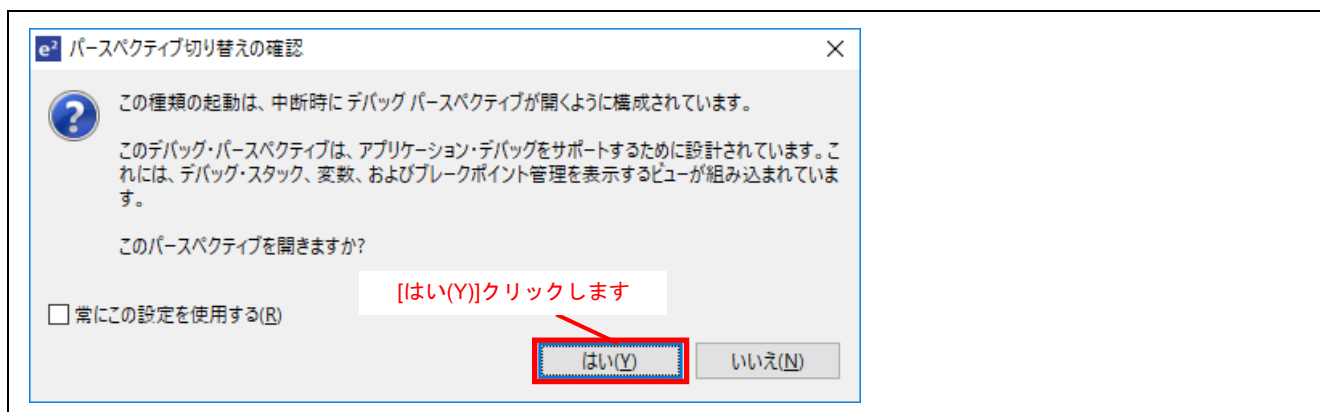 e² パースペクティブ切り替えの確認
この種類の起動は、中断時に デバッグ パースペクティブが開くように構成されています。
このデバッグ・パースペクティブは、アプリケーション・デバッグをサポートするために設計されています。こ
れには、デバッグ・スタック、変数、およびブレークポイント管理を表示するビューが組み込まれていま
す。
このパースペクティブを開きますか?
[はい(Y)]クリックします
常にこの設定を使用する(R)
はい(Y) いいえ(N)